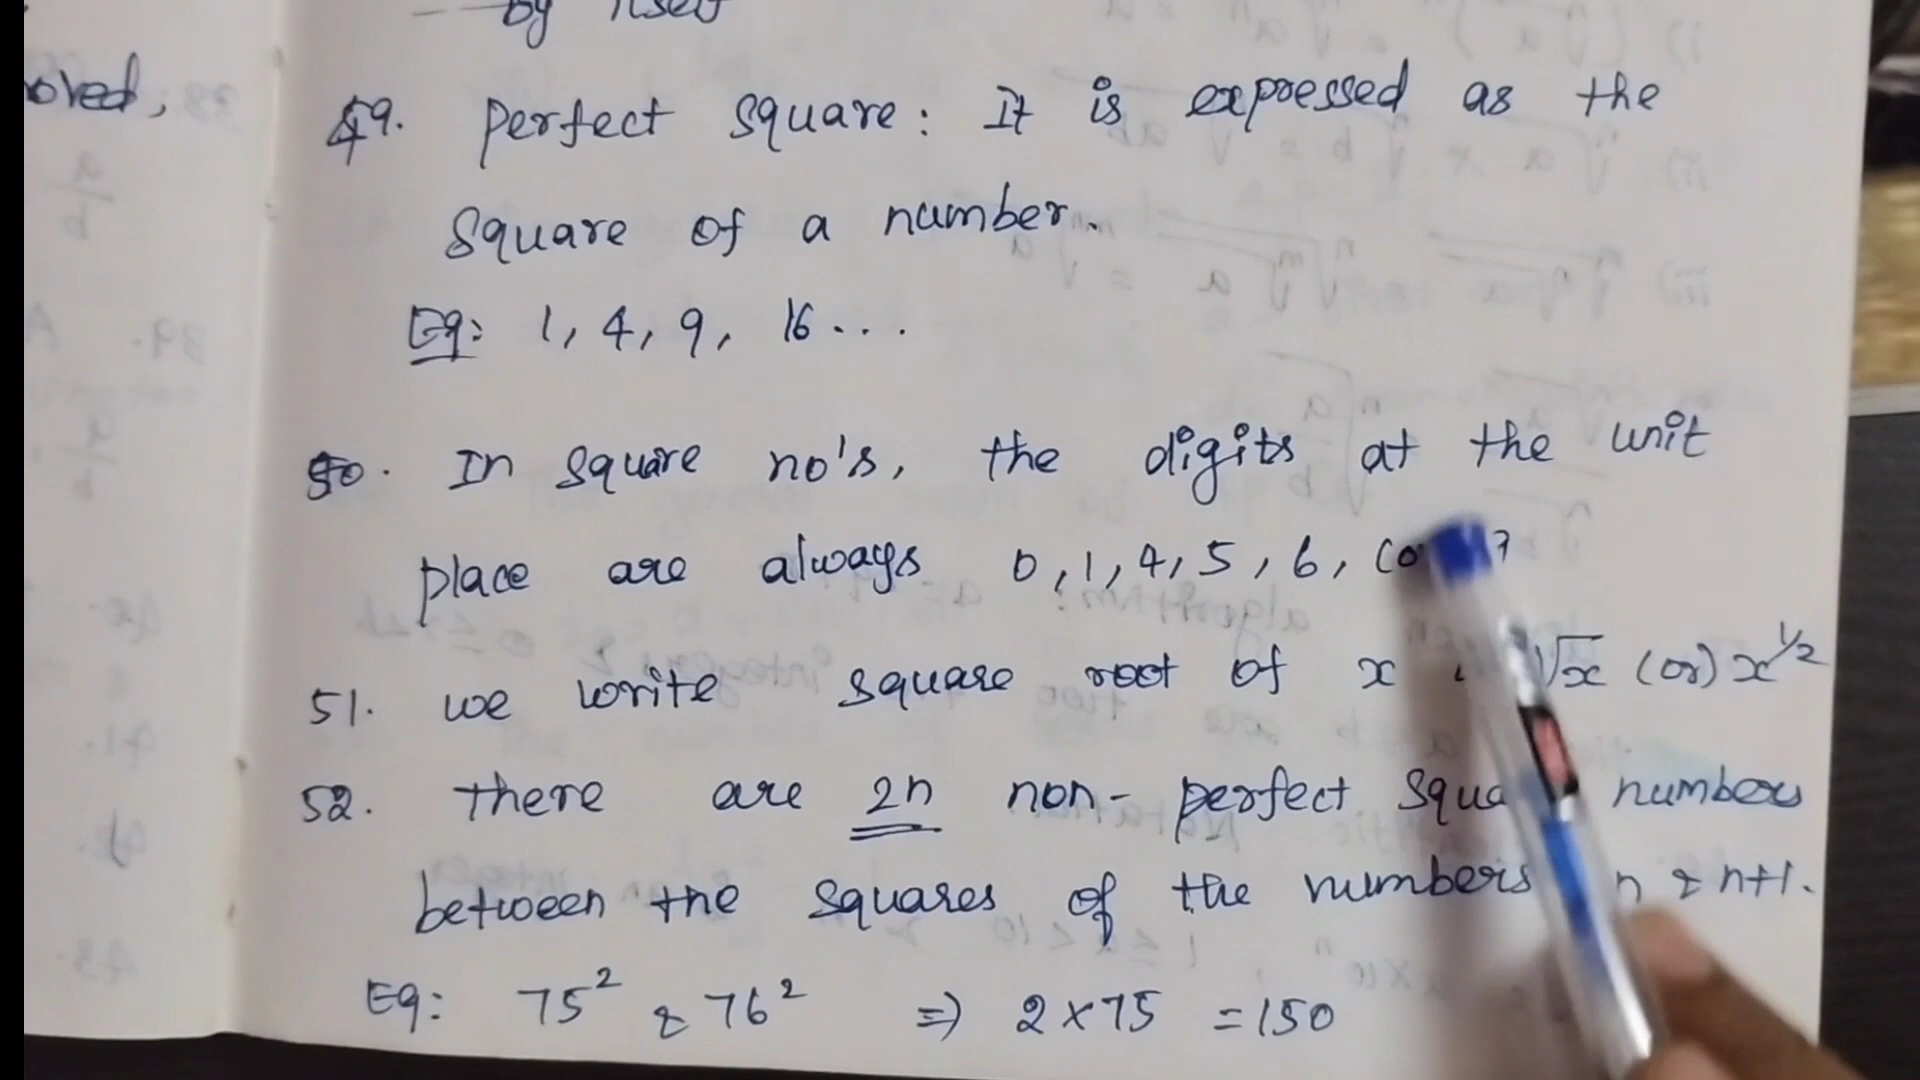 by itself
oved,
49. Perfect square: It is expressed as the
square of a number.
Eg: 1, 4, 9, 16...
50. In square no's, the digits at the unit
place are always 0, 1, 4, 5, 6,
51. we write square root of x √x (or) x^1/2
52. there are 2n non-perfect numbers
between the squares of the numbers n & n+1.
Eg: 75² & 76² ⇒ 2×75 = 150